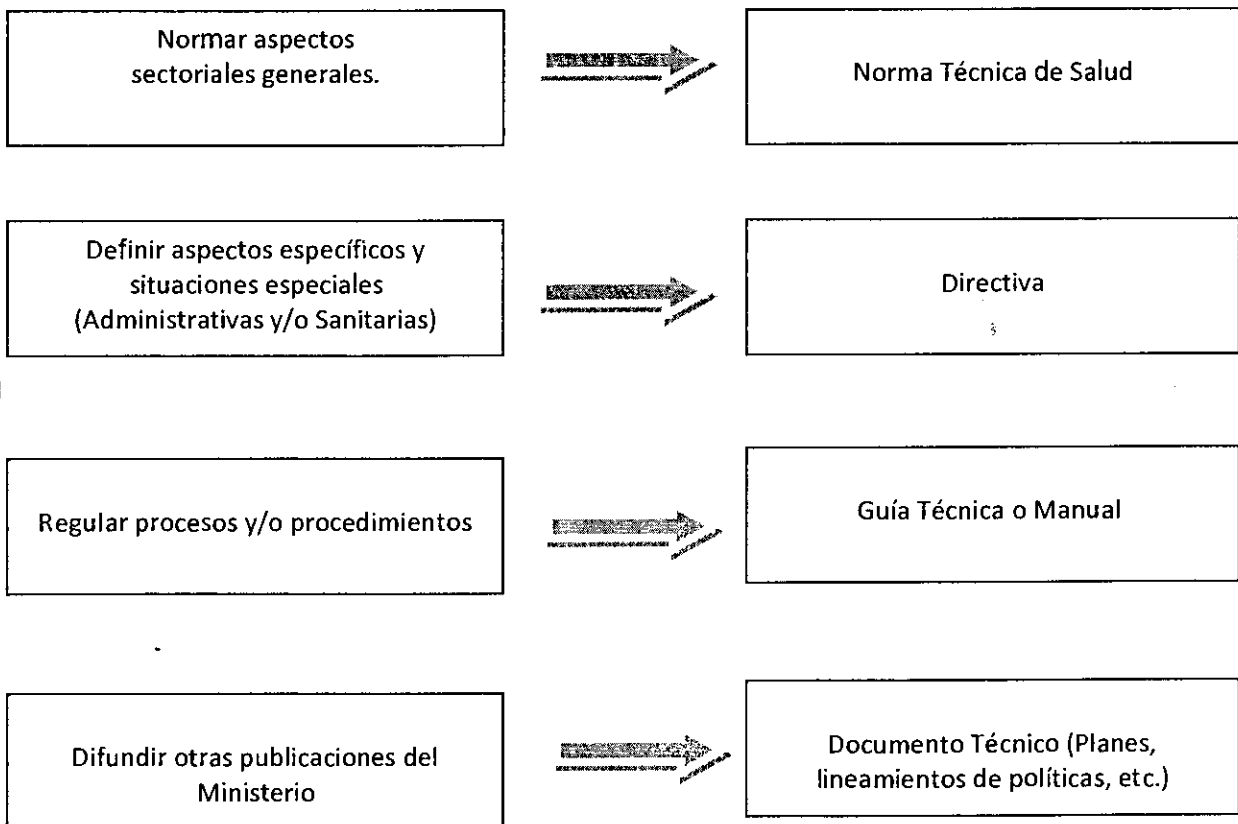 Normar aspectos
sectoriales generales.
Norma Técnica de Salud
Definir aspectos específicos y
situaciones especiales
(Administrativas y/o Sanitarias)
Directiva
Regular procesos y/o procedimientos
Guía Técnica o Manual
Difundir otras publicaciones del
Ministerio
Documento Técnico (Planes,
lineamientos de políticas, etc.)